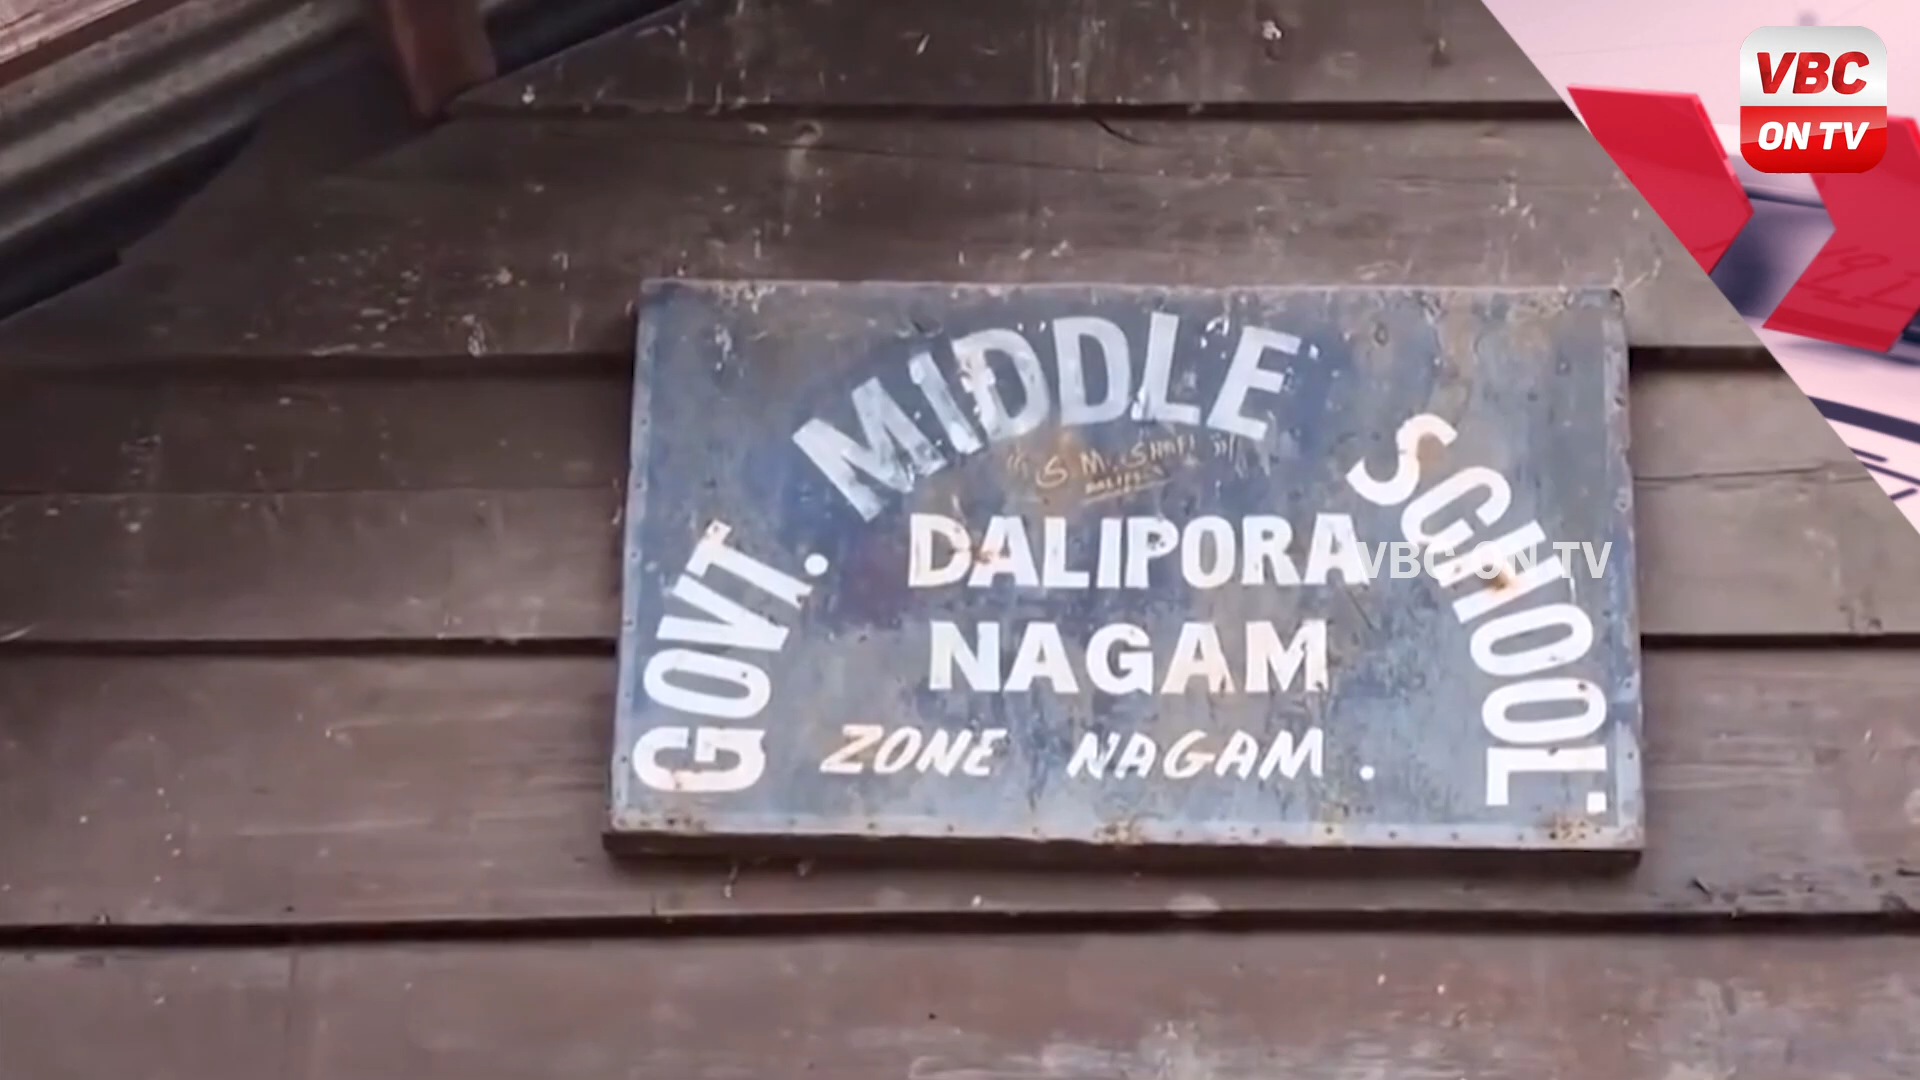 VBC
ON TV
GOVT. MIDDLE SCHOOL.
DALIPORA
NAGAM
ZONE NAGAM.
VBC ON TV